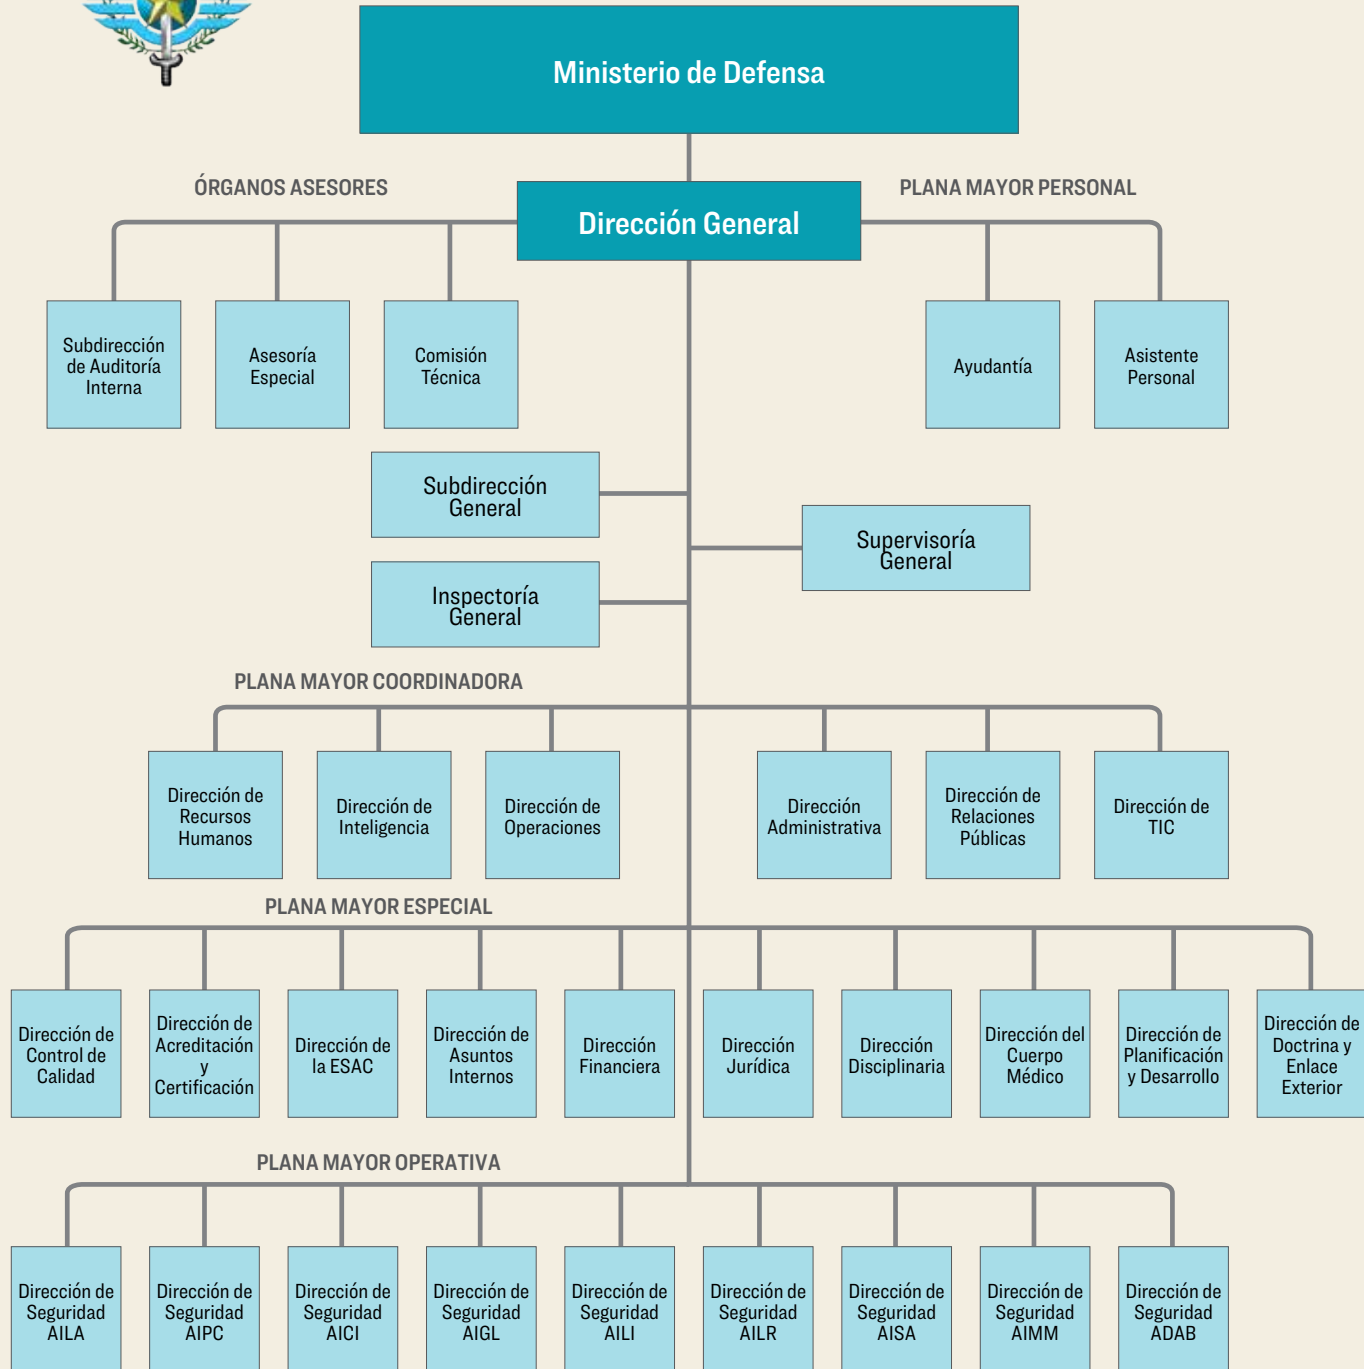 Ministerio de Defensa
ÓRGANOS ASESORES
PLANA MAYOR PERSONAL
Dirección General
Subdirección
de Auditoría
Interna
Asesoría
Especial
Comisión
Técnica
Ayudantía
Asistente
Personal
Subdirección
General
Supervisoría
General
Inspectoría
General
PLANA MAYOR COORDINADORA
Dirección de
Recursos
Humanos
Dirección de
Inteligencia
Dirección de
Operaciones
Dirección
Administrativa
Dirección de
Relaciones
Públicas
Dirección de
TIC
PLANA MAYOR ESPECIAL
Dirección de
Control de
Calidad
Dirección de
Acreditación
y
Certificación
Dirección de
la ESAC
Dirección de
Asuntos
Internos
Dirección
Financiera
Dirección
Jurídica
Dirección
Disciplinaria
Dirección del
Cuerpo
Médico
Dirección de
Planificación
y Desarrollo
Dirección de
Doctrina y
Enlace
Exterior
PLANA MAYOR OPERATIVA
Dirección de
Seguridad
AILA
Dirección de
Seguridad
AIPC
Dirección de
Seguridad
AICI
Dirección de
Seguridad
AIGL
Dirección de
Seguridad
AILI
Dirección de
Seguridad
AILR
Dirección de
Seguridad
AISA
Dirección de
Seguridad
AIMM
Dirección de
Seguridad
ADAB